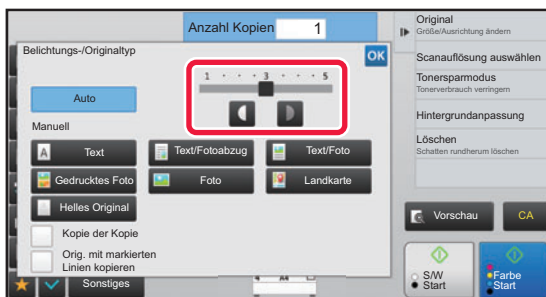 Anzahl Kopien 1
Belichtungs-/Originaltyp
OK
1 · · · 3 · · · 5
Auto
Manuell
A Text
Text/Fotoabzug
Text/Foto
Gedrucktes Foto
Foto
Landkarte
Helles Original
Kopie der Kopie
Orig. mit markierten
Linien kopieren
Sonstiges
A4
Original
Größe/Ausrichtung ändern
Scanauflösung auswählen
Tonersparmodus
Tonerverbrauch verringern
Hintergrundanpassung
Löschen
Schatten rundherum löschen
Vorschau
CA
S/W
Start
Farbe
Start